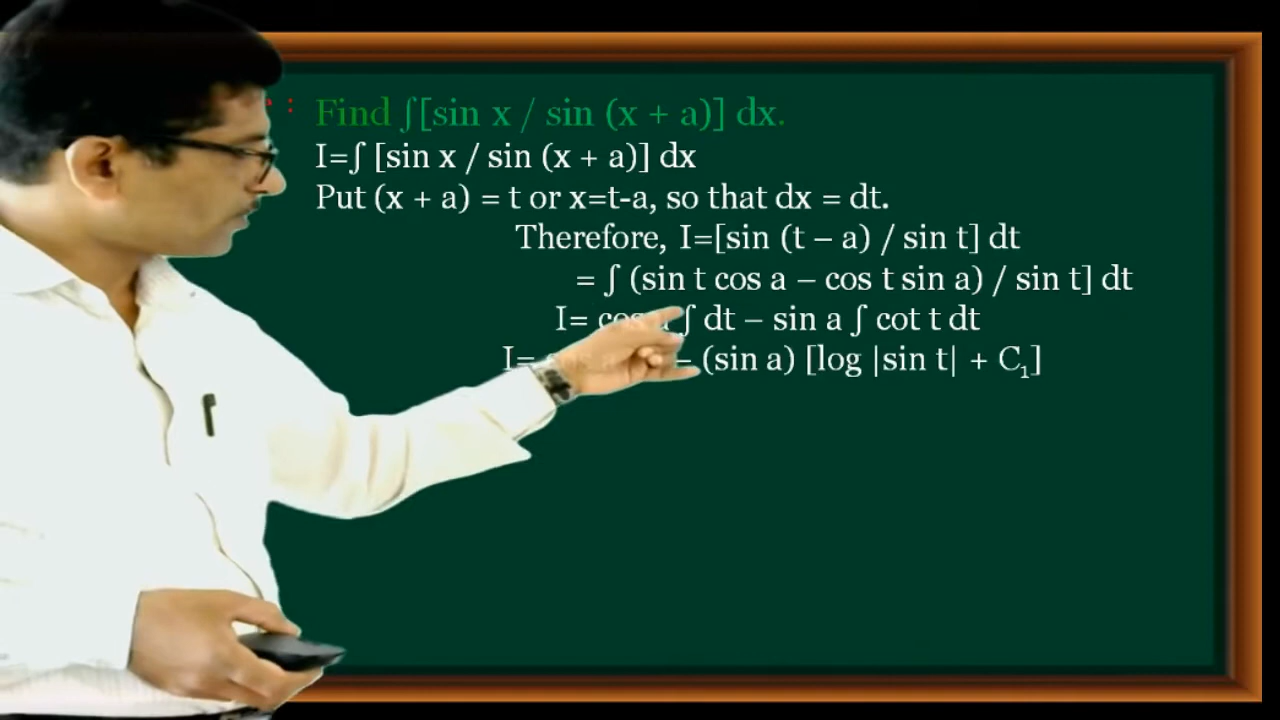 Find ∫[sin x / sin (x + a)] dx.
I=∫ [sin x / sin (x + a)] dx
Put (x + a) = t or x=t-a, so that dx = dt.
Therefore, I=[sin (t – a) / sin t] dt
= ∫ (sin t cos a – cos t sin a) / sin t] dt
I= cos a ∫ dt – sin a ∫ cot t dt
I= – (sin a) [log |sin t| + C₁]